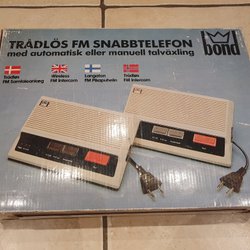 TRÅDLÖS FM SNABBTELEFON
med automatisk eller manuell talväxling
bond
Trådløs
FM Samtaleanlæg
Wireless
FM Intercom
Langaton
FM Pikapuhelin
Trådløs
FM Intercom